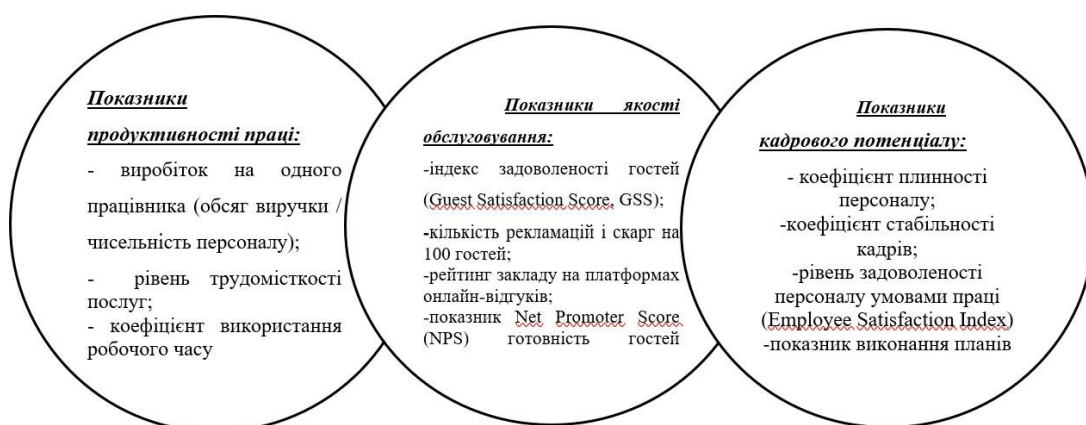 Показники
продуктивності праці:
- виробіток на одного
працівника (обсяг виручки /
чисельність персоналу);
- рівень трудомісткості
послуг;
- коефіцієнт використання
робочого часу
Показники якості
обслуговування:
-індекс задоволеності гостей
(Guest Satisfaction Score, GSS);
-кількість рекламацій і скарг на
100 гостей;
-рейтинг закладу на платформах
онлайн-відгуків;
-показник Net Promoter Score
(NPS) готовність гостей
Показники
кадрового потенціалу:
- коефіцієнт плинності
персоналу;
-коефіцієнт стабільності
кадрів;
-рівень задоволеності
персоналу умовами праці
(Employee Satisfaction Index)
-показник виконання планів